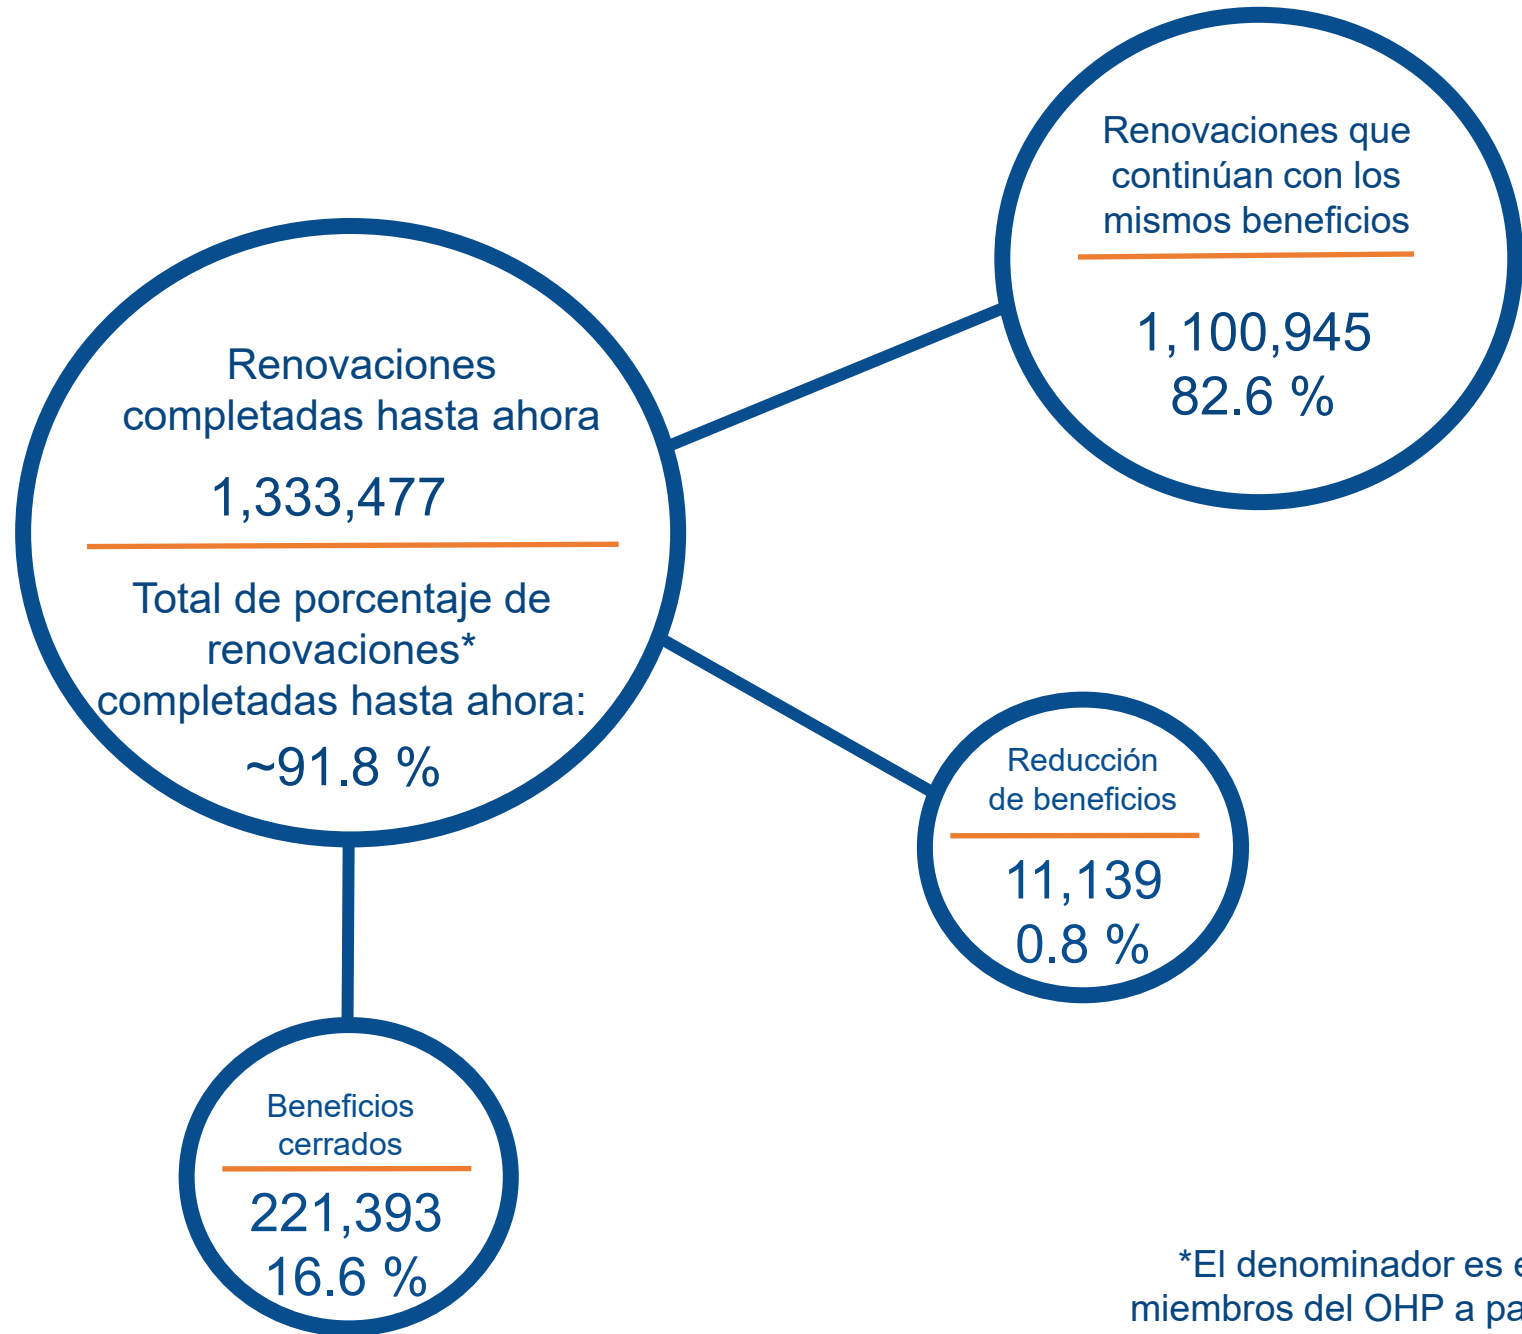 Renovaciones que
continúan con los
mismos beneficios
1,100,945
82.6 %
Renovaciones
completadas hasta ahora
1,333,477
Total de porcentaje de
renovaciones*
completadas hasta ahora:
~91.8 %
Reducción
de beneficios
11,139
0.8 %
Beneficios
cerrados
221,393
16.6 %
*El denominador es
miembros del OHP a